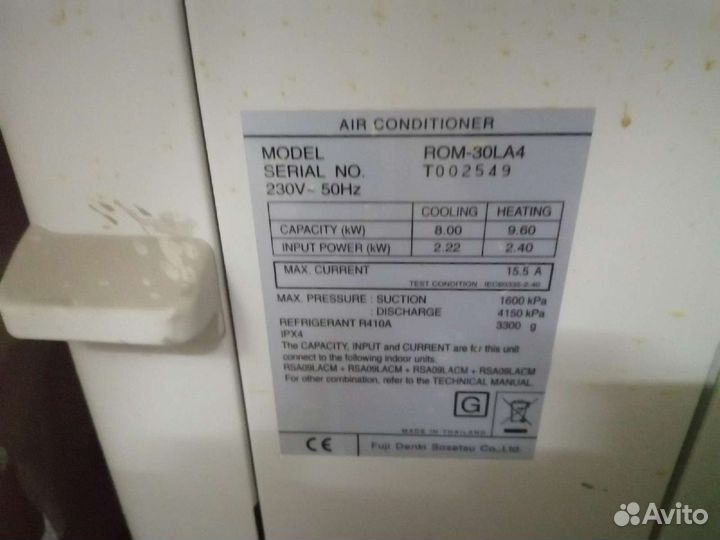 AIR CONDITIONER
MODEL ROM-30LA4
SERIAL NO. T002549
230V~ 50Hz
COOLING HEATING
CAPACITY (kW) 8.00 9.60
INPUT POWER (kW) 2.22 2.40
MAX. CURRENT 15.5 A
TEST CONDITION IEC60335-2-40
MAX. PRESSURE : SUCTION 1600 kPa
: DISCHARGE 4150 kPa
REFRIGERANT R410A 3300 g
IPX4
The CAPACITY, INPUT and CURRENT are for this unit
connect to the following indoor units.
RSA09LACM + RSA09LACM + RSA09LACM + RSA09LACM
For other combination, refer to the TECHNICAL MANUAL.
G
MADE IN THAILAND
CE Fuji Denki Sosetsu Co.,Ltd.
Avito